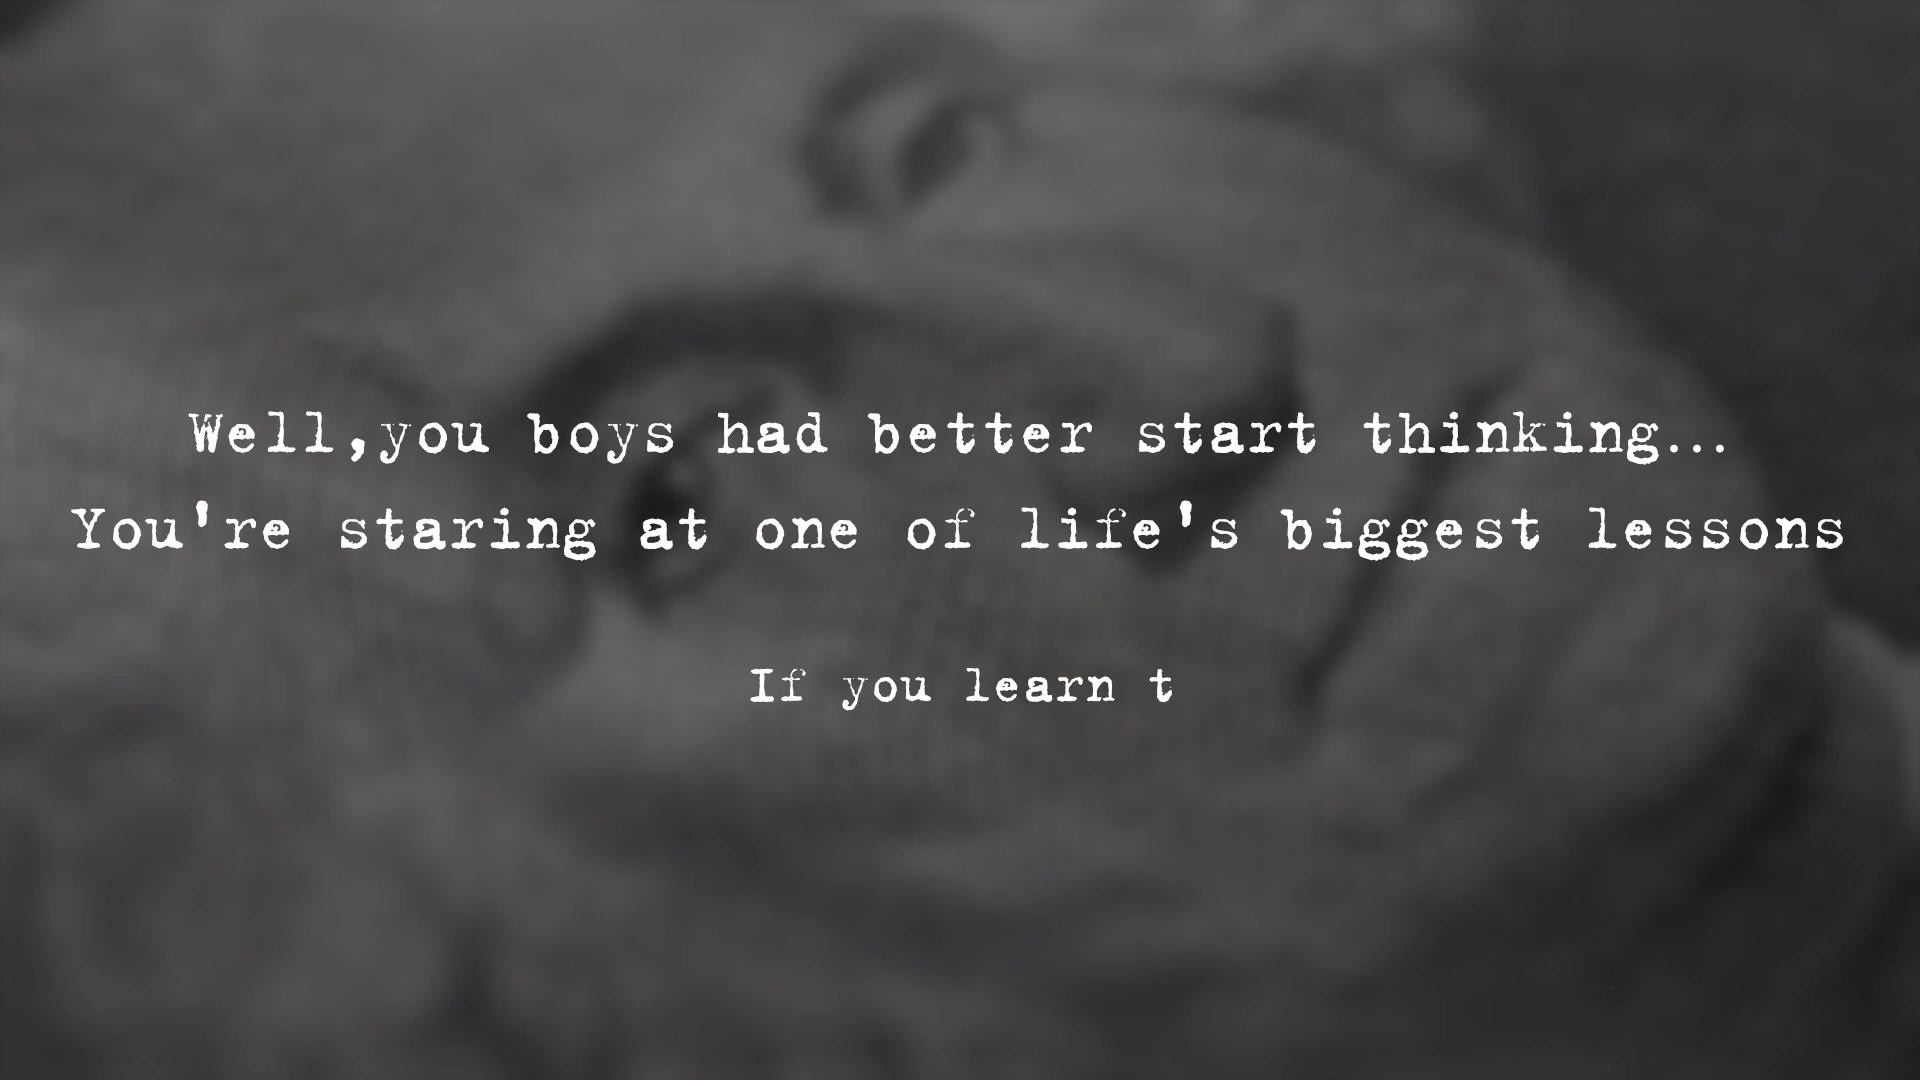 Well,you boys had better start thinking...
You're staring at one of life's biggest lessons
If you learn t